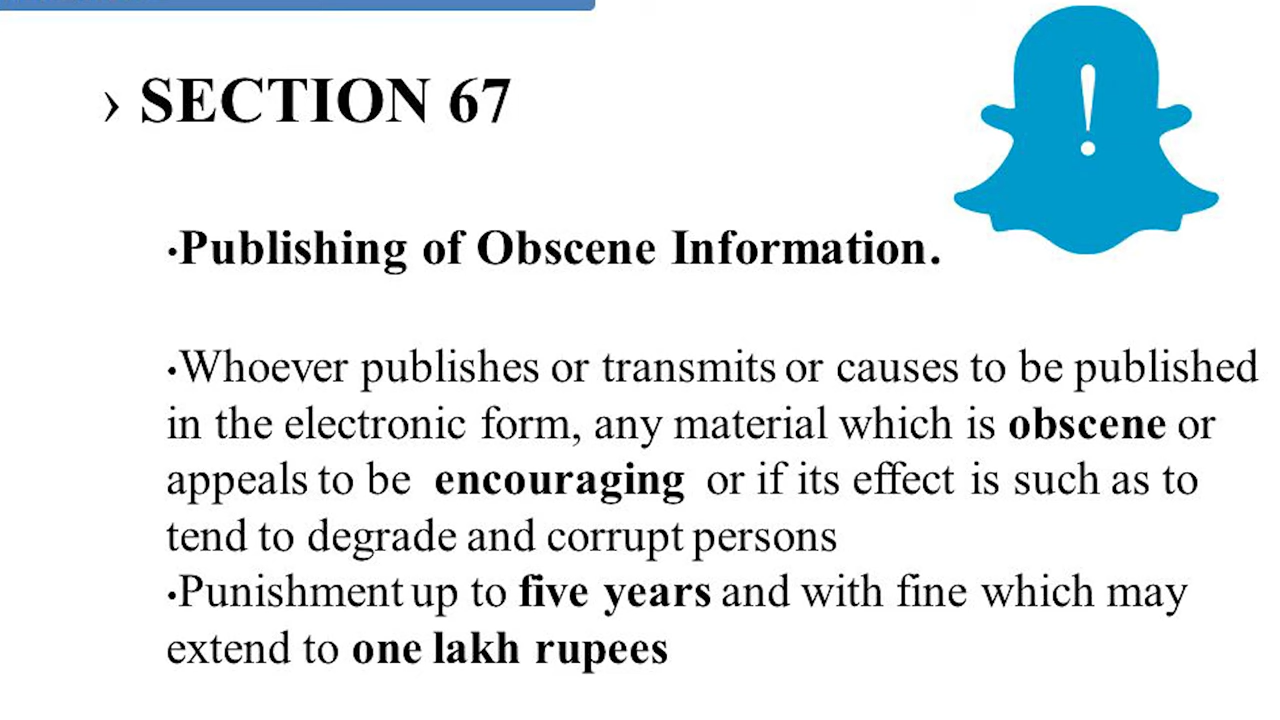 › SECTION 67
•Publishing of Obscene Information.
•Whoever publishes or transmits or causes to be published
in the electronic form, any material which is obscene or
appeals to be encouraging or if its effect is such as to
tend to degrade and corrupt persons
•Punishment up to five years and with fine which may
extend to one lakh rupees